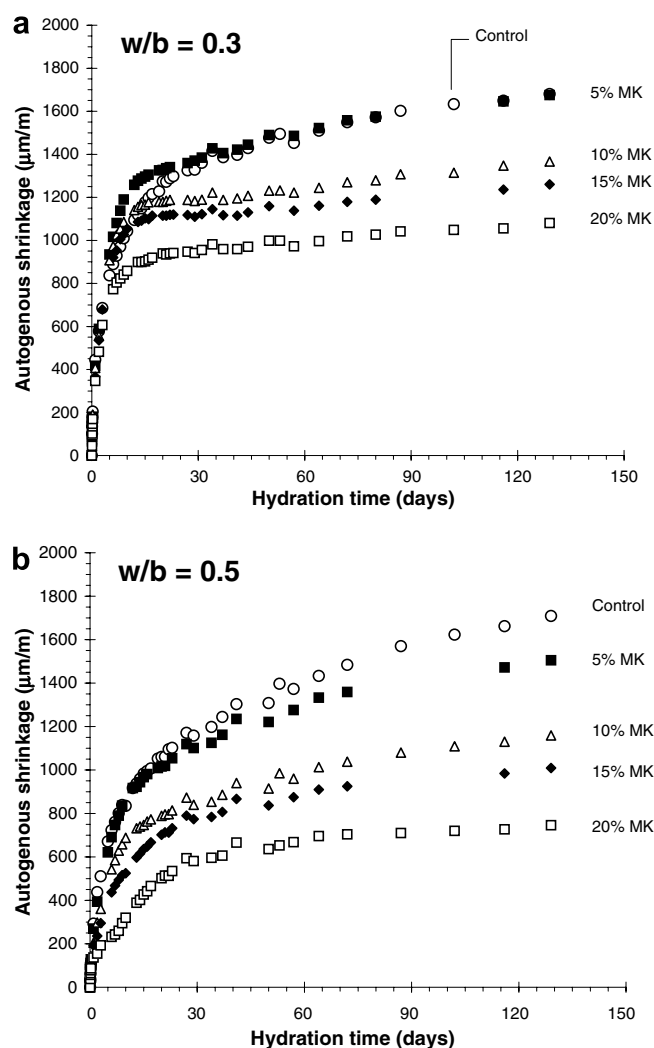 a
w/b = 0.3
Control
2000
1800
1600
1400
1200
1000
800
600
400
200
0
Autogenous shrinkage (μm/m)
5% MK
10% MK
15% MK
20% MK
0 30 60 90 120 150
Hydration time (days)
b
w/b = 0.5
2000
1800
1600
1400
1200
1000
800
600
400
200
0
Autogenous shrinkage (μm/m)
Control
5% MK
10% MK
15% MK
20% MK
0 30 60 90 120 150
Hydration time (days)